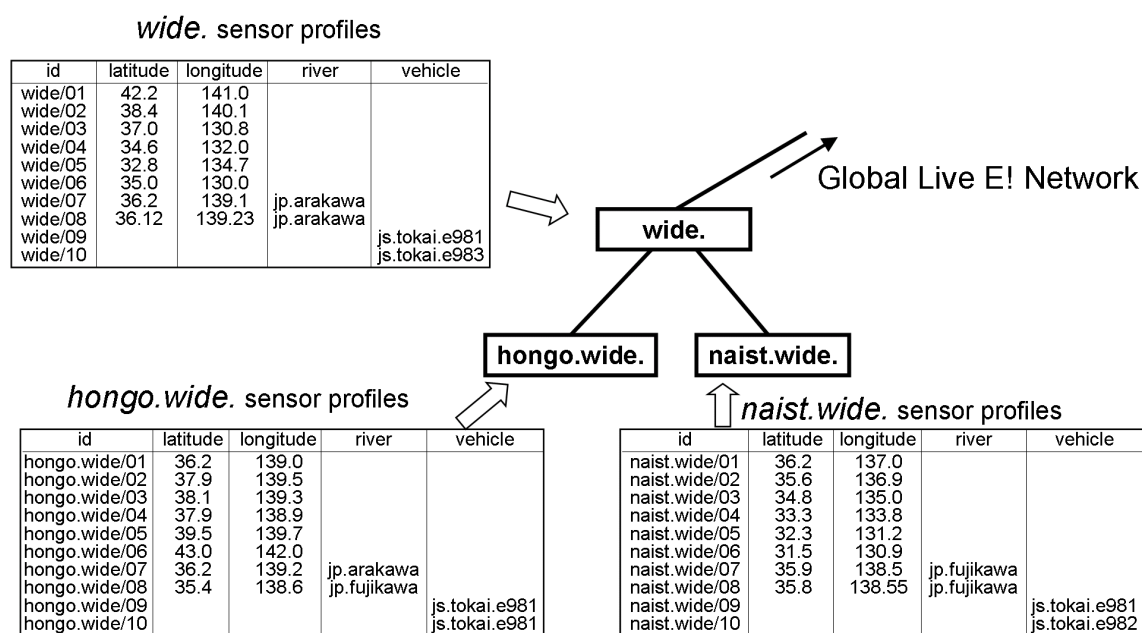 wide. sensor profiles
id latitude longitude river vehicle
wide/01 42.2 141.0
wide/02 38.4 140.1
wide/03 37.0 130.8
wide/04 34.6 132.0
wide/05 32.8 134.7
wide/06 35.0 130.0
wide/07 36.2 139.1 jp.arakawa
wide/08 36.12 139.23 jp.arakawa
wide/09 js.tokai.e981
wide/10 js.tokai.e983
Global Live E! Network
wide.
hongo.wide.
naist.wide.
hongo.wide. sensor profiles
id latitude longitude river vehicle
hongo.wide/01 36.2 139.0
hongo.wide/02 37.9 139.5
hongo.wide/03 38.1 139.3
hongo.wide/04 37.9 138.9
hongo.wide/05 39.5 139.7
hongo.wide/06 43.0 142.0
hongo.wide/07 36.2 139.2 jp.arakawa
hongo.wide/08 35.4 138.6 jp.fujikawa
hongo.wide/09 js.tokai.e981
hongo.wide/10 js.tokai.e981
naist.wide. sensor profiles
id latitude longitude river vehicle
naist.wide/01 36.2 137.0
naist.wide/02 35.6 136.9
naist.wide/03 34.8 135.0
naist.wide/04 33.3 133.8
naist.wide/05 32.3 131.2
naist.wide/06 31.5 130.9
naist.wide/07 35.9 138.5 jp.fujikawa
naist.wide/08 35.8 138.55 jp.fujikawa
naist.wide/09 js.tokai.e981
naist.wide/10 js.tokai.e982